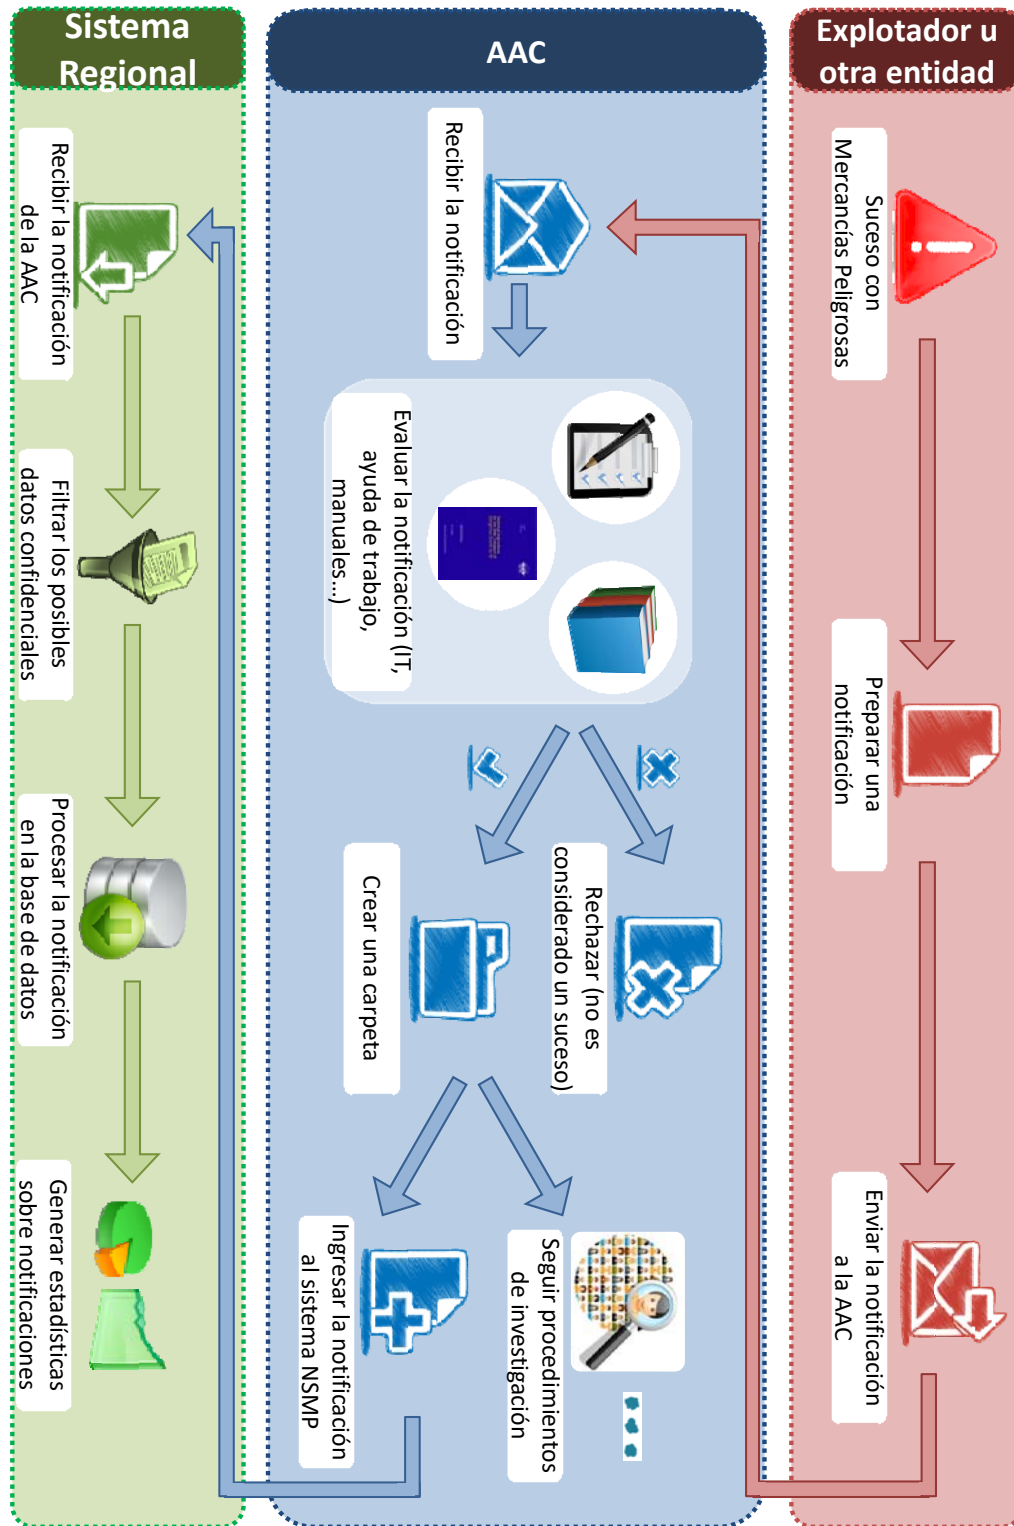 Explotador u
otra entidad
Suceso con
Mercancías Peligrosas
Preparar una
notificación
Enviar la notificación
a la AAC
AAC
Recibir la notificación
Evaluar la notificación (IT,
ayuda de trabajo,
manuales...)
Rechazar (no es
considerado un suceso)
Crear una carpeta
Seguir procedimientos
de investigación
Ingresar la notificación
al sistema NSMP
Sistema
Regional
Recibir la notificación
de la AAC
Filtrar los posibles
datos confidenciales
Procesar la notificación
en la base de datos
Generar estadísticas
sobre notificaciones